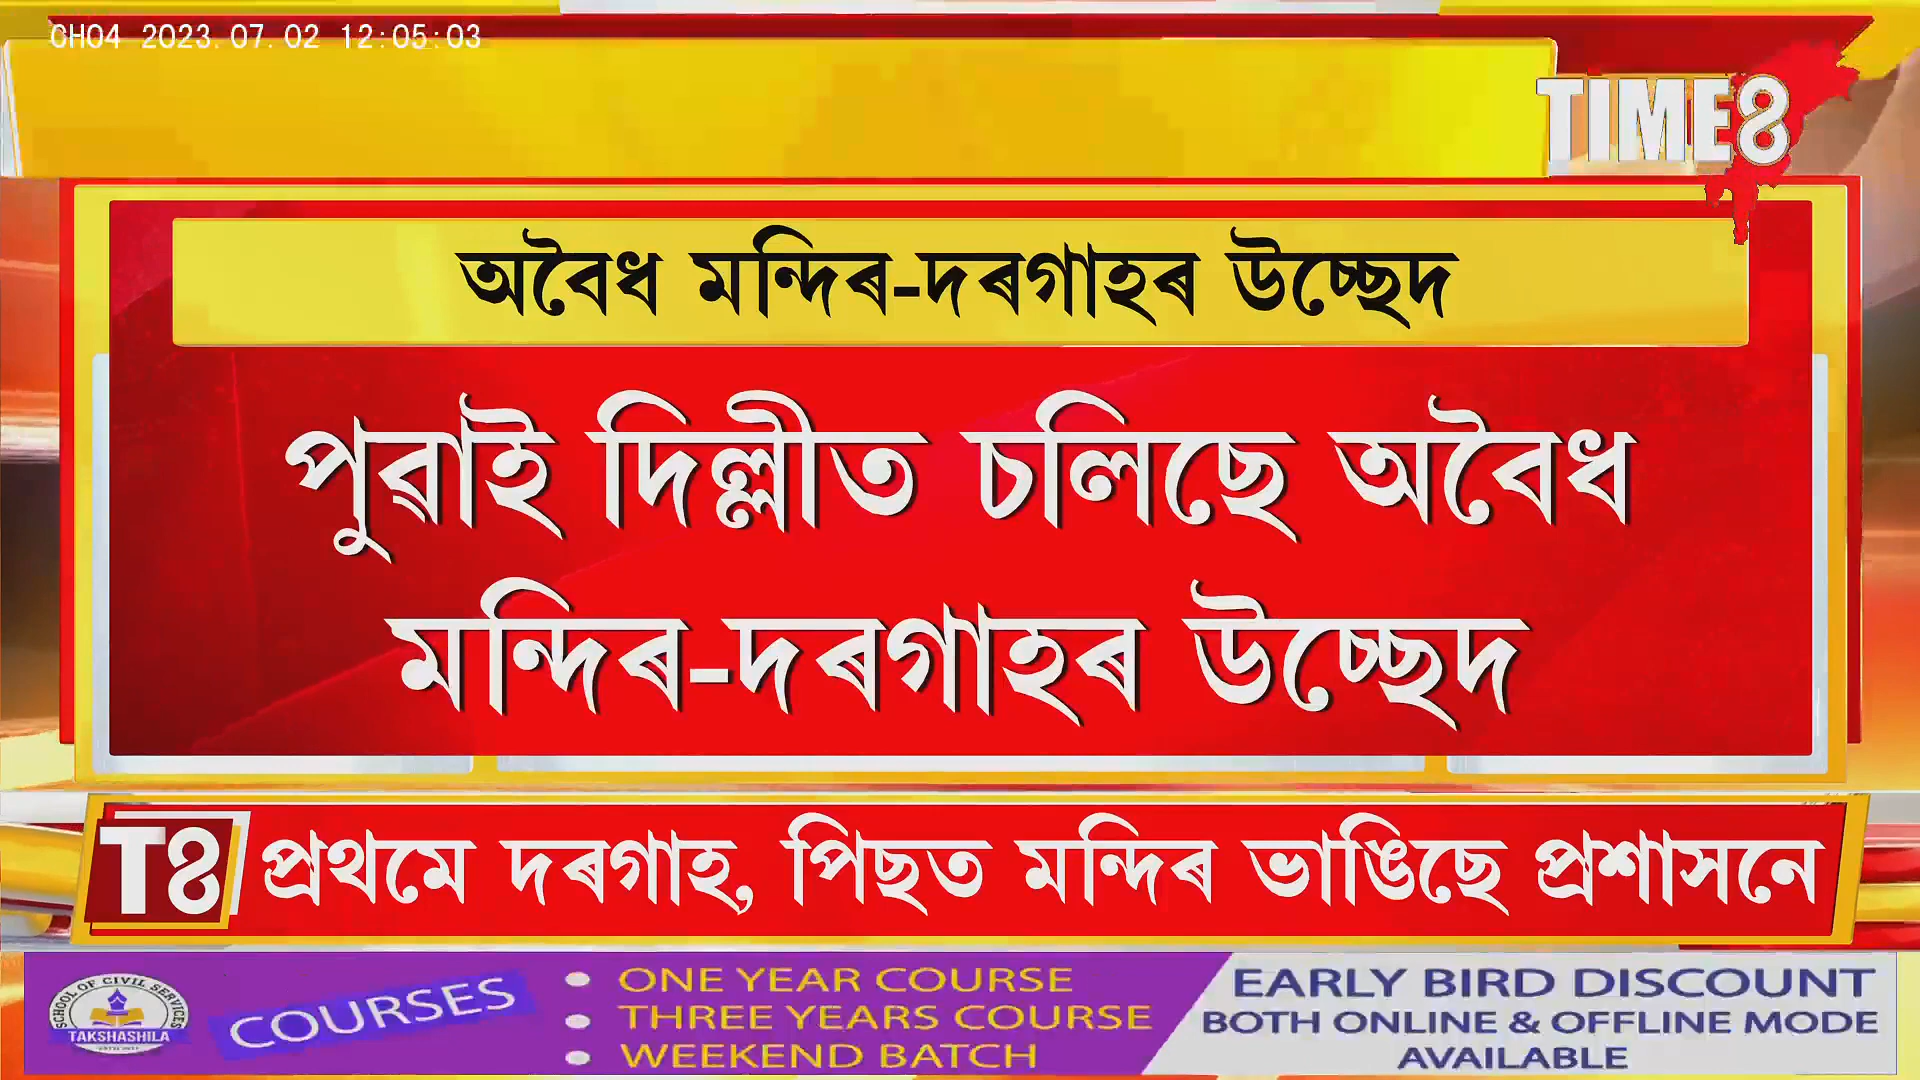 CH04 2023.07.02 12:05:03
TIME8
অবৈধ মন্দিৰ-দৰগাহৰ উচ্ছেদ
পুৱাই দিল্লীত চলিছে অবৈধ
মন্দিৰ-দৰগাহৰ উচ্ছেদ
T8 প্ৰথমে দৰগাহ, পিছত মন্দিৰ ভাঙিছে প্ৰশাসনে
SCHOOL OF CIVIL SERVICES
TAKSHASHILA
COURSES
• ONE YEAR COURSE
• THREE YEARS COURSE
• WEEKEND BATCH
EARLY BIRD DISCOUNT
BOTH ONLINE & OFFLINE MODE
AVAILABLE